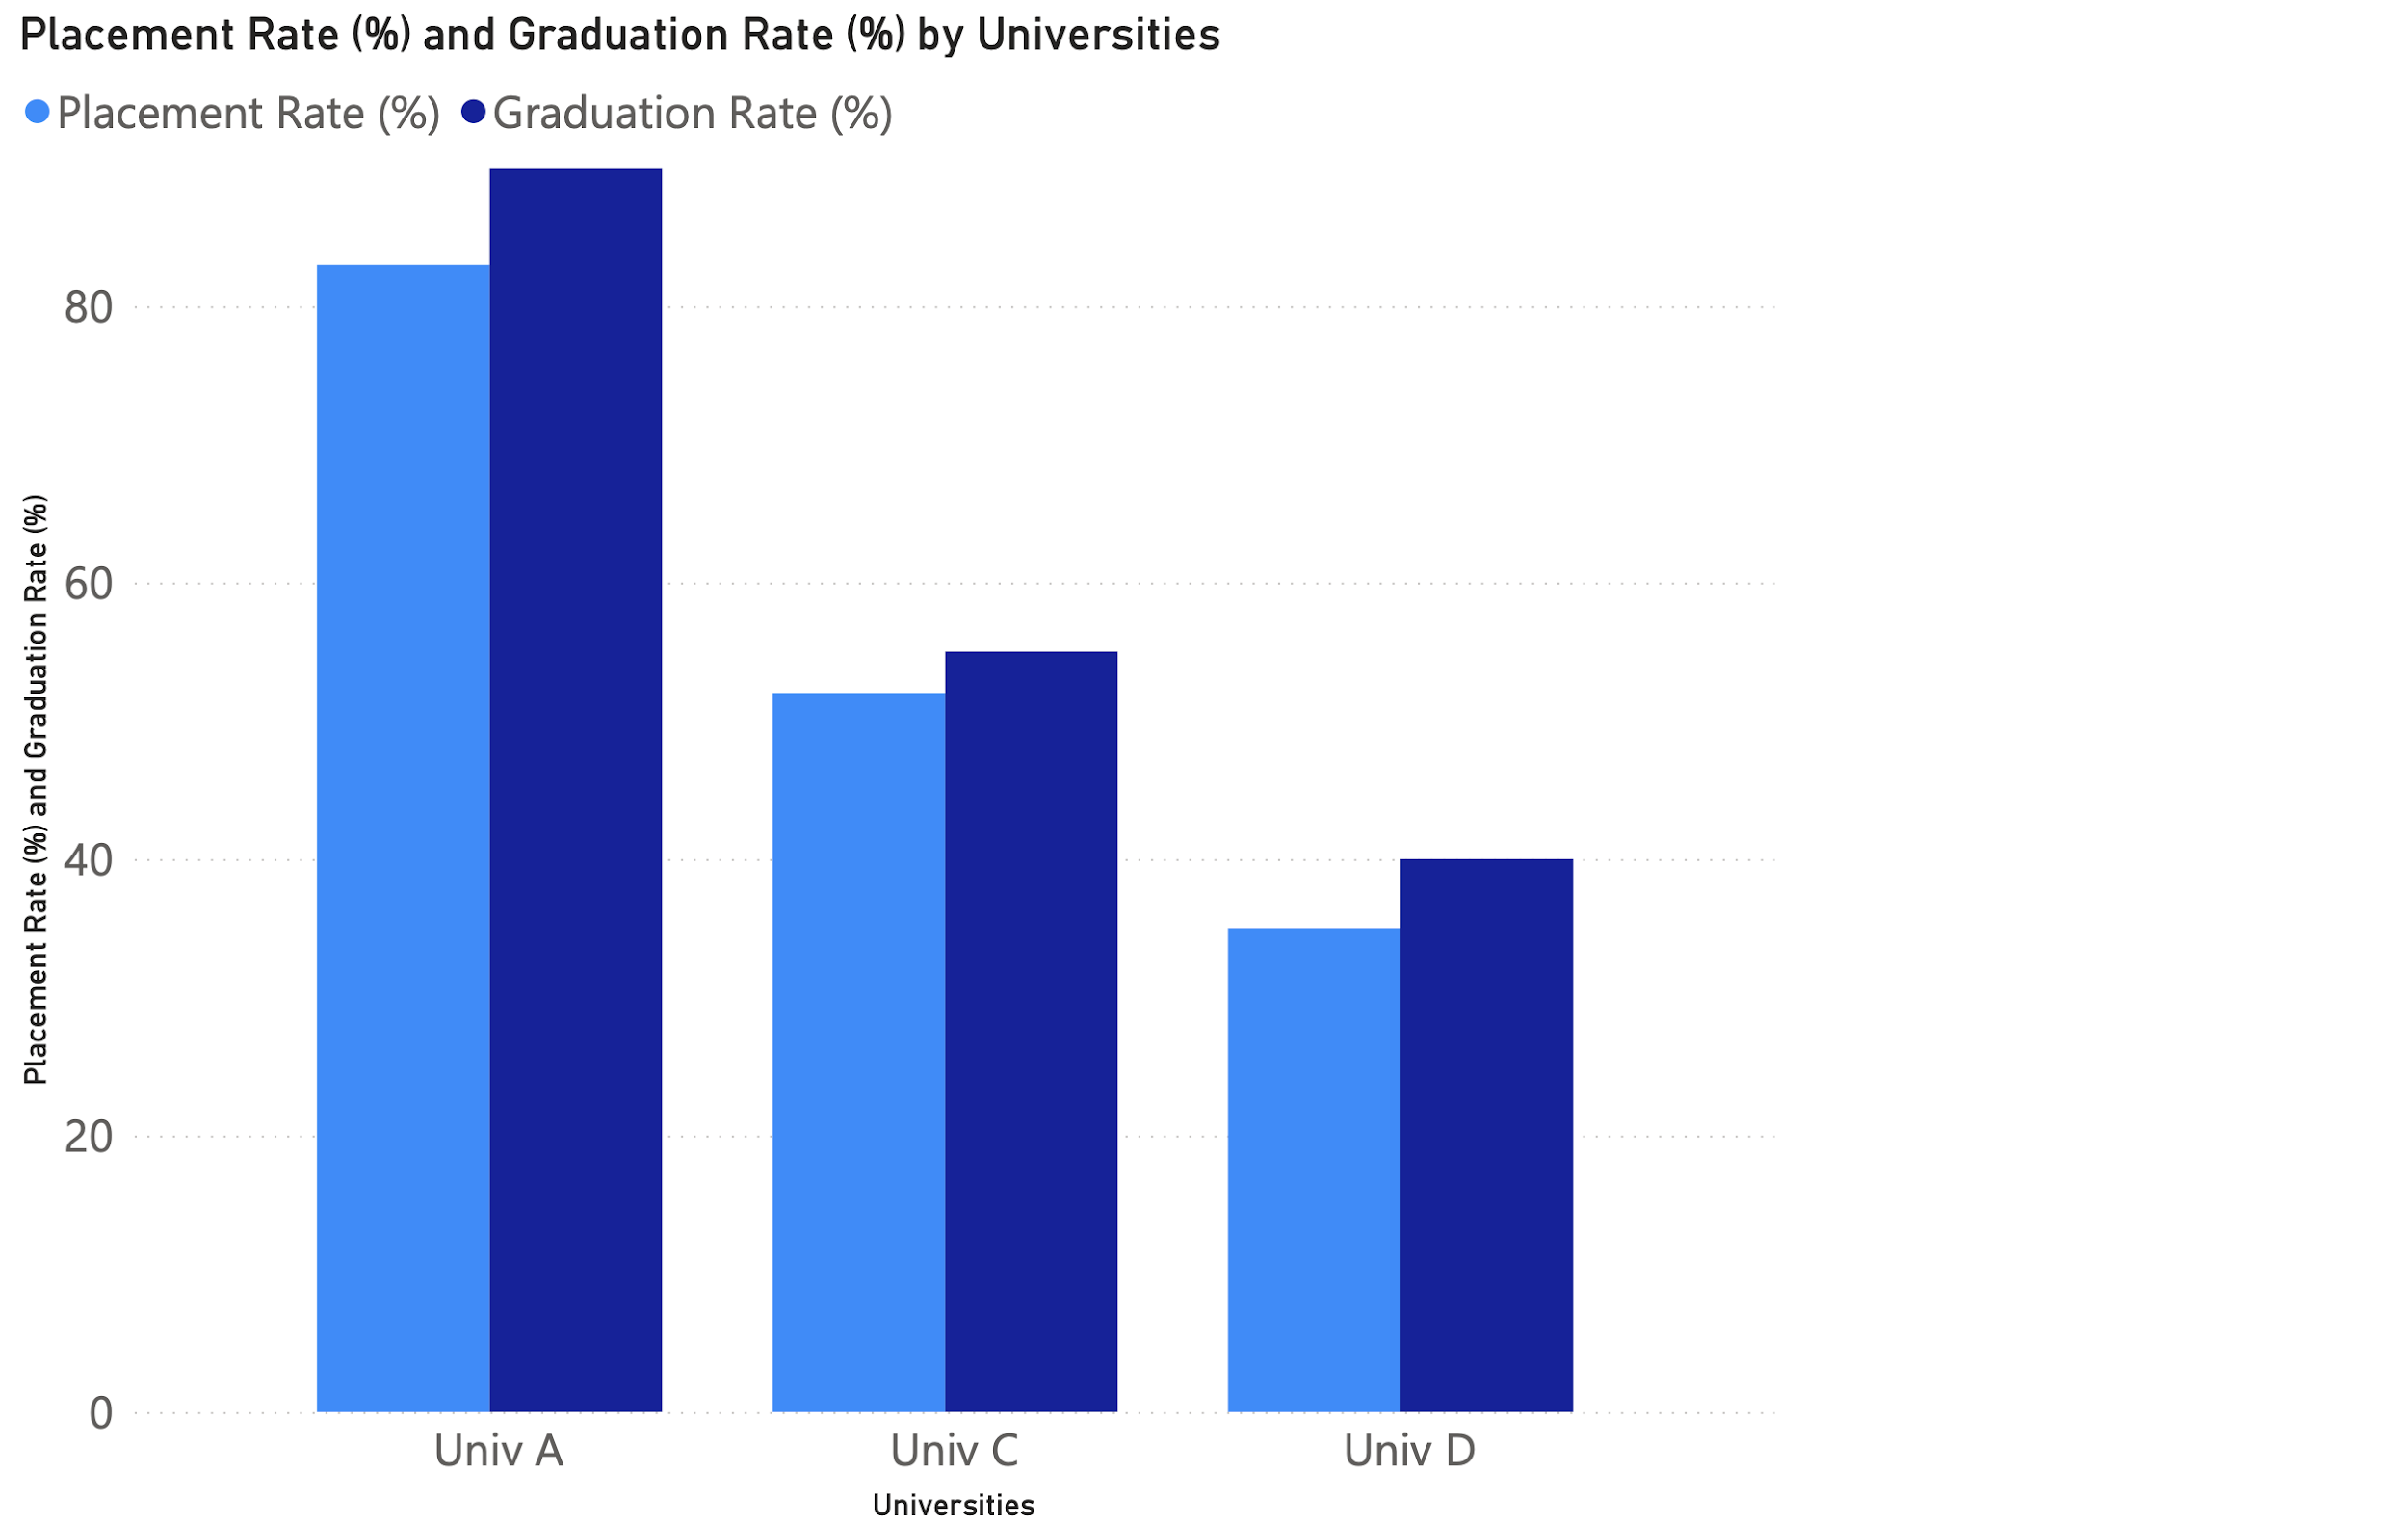 Placement Rate (%) and Graduation Rate (%) by Universities
Placement Rate (%) Graduation Rate (%)
Placement Rate (%) and Graduation Rate (%)
80
60
40
20
0
Univ A Univ C Univ D
Universities